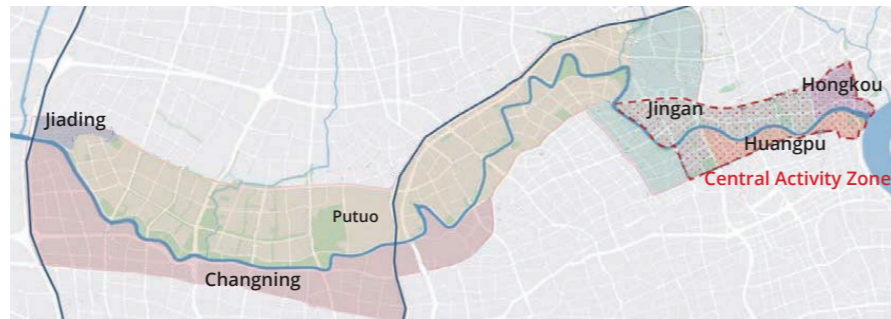 Hongkou
Jingan
Jiading
Huangpu
Central Activity Zone
Putuo
Changning